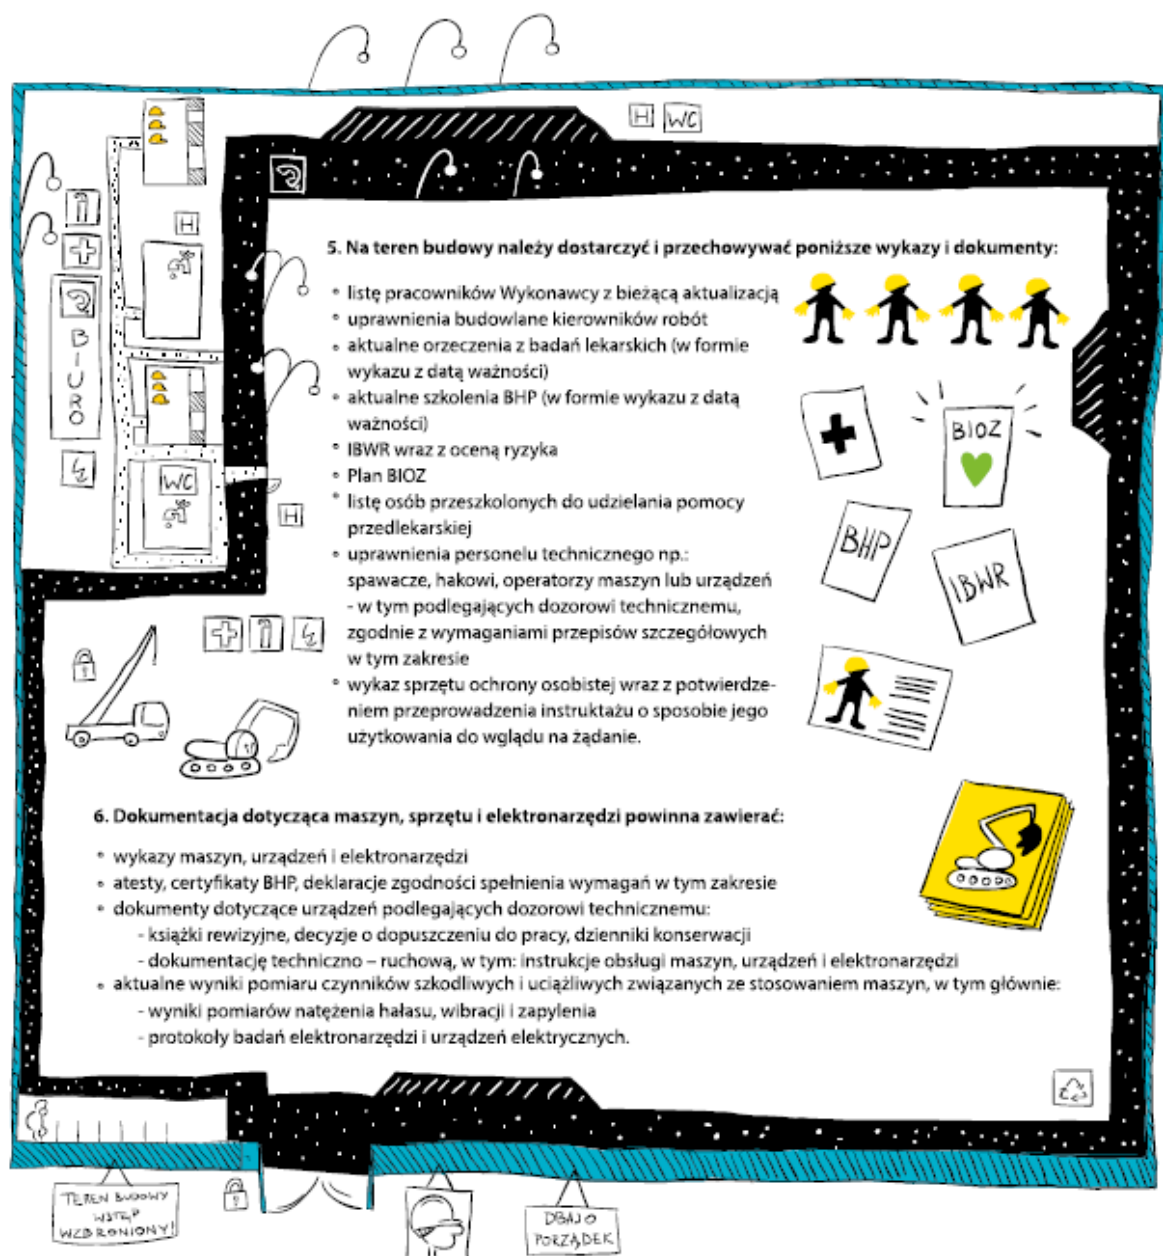 H WC
H
BIURO
WC
H
5. Na teren budowy należy dostarczyć i przechowywać poniższe wykazy i dokumenty:
• listę pracowników Wykonawcy z bieżącą aktualizacją
• uprawnienia budowlane kierowników robót
• aktualne orzeczenia z badań lekarskich (w formie
wykazu z datą ważności)
• aktualne szkolenia BHP (w formie wykazu z datą
ważności)
• IBWR wraz z oceną ryzyka
• Plan BIOZ
• listę osób przeszkolonych do udzielania pomocy
przedlekarskiej
• uprawnienia personelu technicznego np.:
spawacze, hakowi, operatorzy maszyn lub urządzeń
- w tym podlegających dozorowi technicznemu,
zgodnie z wymaganiami przepisów szczegółowych
w tym zakresie
• wykaz sprzętu ochrony osobistej wraz z potwierdze-
niem przeprowadzenia instruktażu o sposobie jego
użytkowania do wglądu na żądanie.
BIOZ
BHP
IBWR
6. Dokumentacja dotycząca maszyn, sprzętu i elektronarzędzi powinna zawierać:
• wykazy maszyn, urządzeń i elektronarzędzi
• atesty, certyfikaty BHP, deklaracje zgodności spełnienia wymagań w tym zakresie
• dokumenty dotyczące urządzeń podlegających dozorowi technicznemu:
- książki rewizyjne, decyzje o dopuszczeniu do pracy, dzienniki konserwacji
- dokumentację techniczno – ruchową, w tym: instrukcje obsługi maszyn, urządzeń i elektronarzędzi
• aktualne wyniki pomiaru czynników szkodliwych i uciążliwych związanych ze stosowaniem maszyn, w tym głównie:
- wyniki pomiarów natężenia hałasu, wibracji i zapylenia
- protokoły badań elektronarzędzi i urządzeń elektrycznych.
TEREN BUDOWY
WSTĘP
WZBRONIONY!
DBAJ O
PORZĄDEK